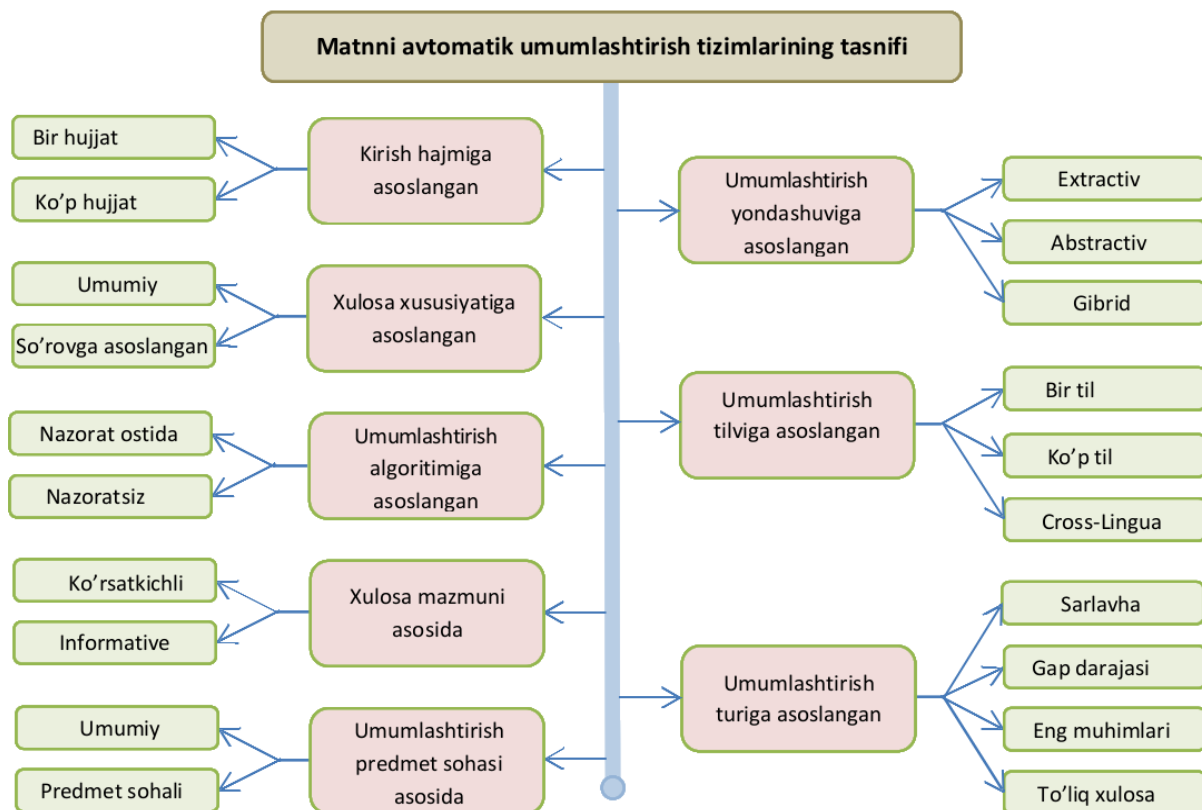 Matnni avtomatik umumlashtirish tizimlarining tasnifi
Bir hujjat
Ko’p hujjat
Kirish hajmiga
asoslangan
Umumiy
So’rovga asoslangan
Xulosa xususiyatiga
asoslangan
Nazorat ostida
Nazoratsiz
Umumlashtirish
algoritimiga
asoslangan
Ko’rsatkichli
Informative
Xulosa mazmuni
asosida
Umumiy
Predmet sohali
Umumlashtirish
predmet sohasi
asosida
Umumlashtirish
yondashuviga
asoslangan
Extractiv
Abstractiv
Gibrid
Umumlashtirish
tilviga asoslangan
Bir til
Ko’p til
Cross-Lingua
Umumlashtirish
turiga asoslangan
Sarlavha
Gap darajasi
Eng muhimlari
To’liq xulosa